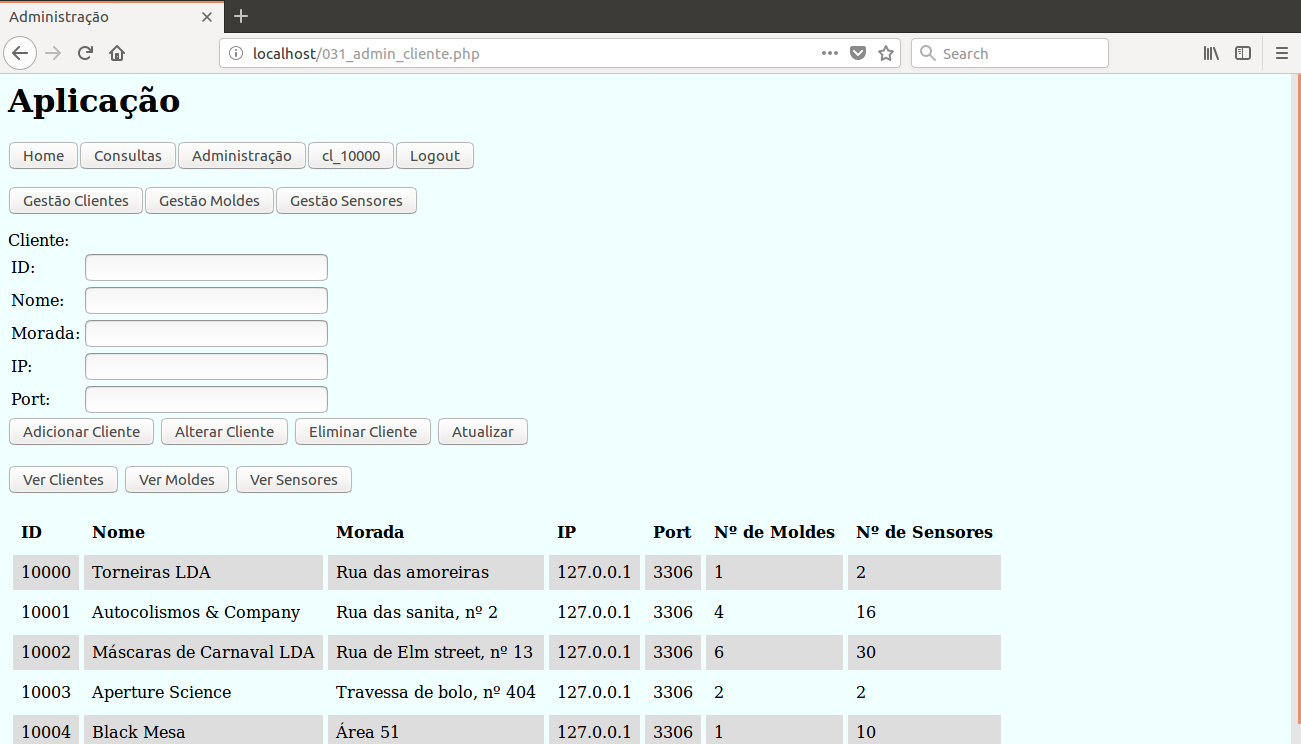 Administração
localhost/031_admin_cliente.php
Search
Aplicação
Home Consultas Administração cl_10000 Logout
Gestão Clientes Gestão Moldes Gestão Sensores
Cliente:
ID:
Nome:
Morada:
IP:
Port:
Adicionar Cliente Alterar Cliente Eliminar Cliente Atualizar
Ver Clientes Ver Moldes Ver Sensores
ID Nome Morada IP Port Nº de Moldes Nº de Sensores
10000 Torneiras LDA Rua das amoreiras 127.0.0.1 3306 1 2
10001 Autocolismos & Company Rua das sanita, nº 2 127.0.0.1 3306 4 16
10002 Máscaras de Carnaval LDA Rua de Elm street, nº 13 127.0.0.1 3306 6 30
10003 Aperture Science Travessa de bolo, nº 404 127.0.0.1 3306 2 2
10004 Black Mesa Área 51 127.0.0.1 3306 1 10